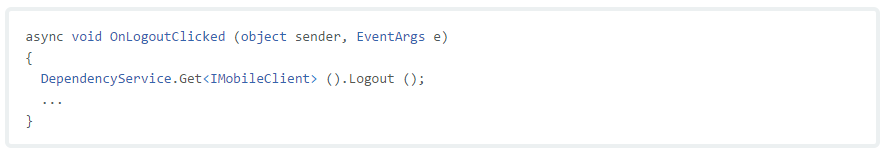 async void OnLogoutClicked (object sender, EventArgs e)
{
  DependencyService.Get<IMobileClient> ().Logout ();
  ...
}